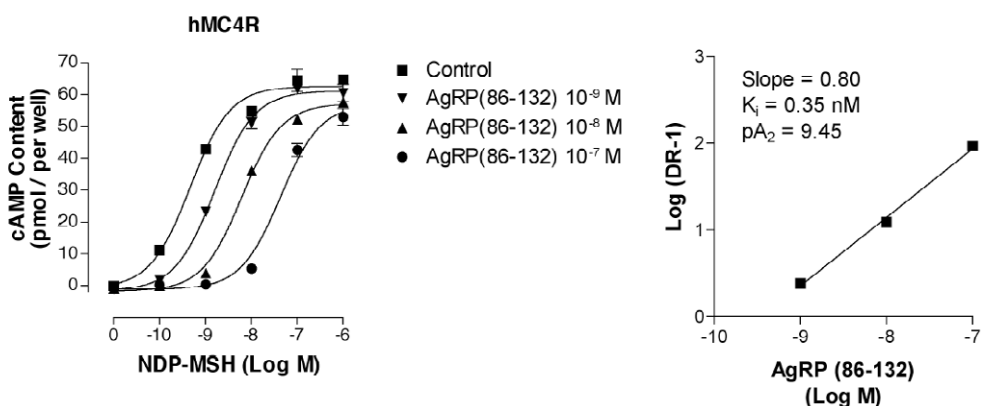 hMC4R
70
60
50
40
30
20
10
0
cAMP Content
(pmol / per well)
0 -10 -9 -8 -7 -6
NDP-MSH (Log M)
Control
AgRP(86-132) 10⁻⁹ M
AgRP(86-132) 10⁻⁸ M
AgRP(86-132) 10⁻⁷ M
3
2
1
0
Log (DR-1)
Slope = 0.80
Kᵢ = 0.35 nM
pA₂ = 9.45
-10 -9 -8 -7
AgRP (86-132)
(Log M)